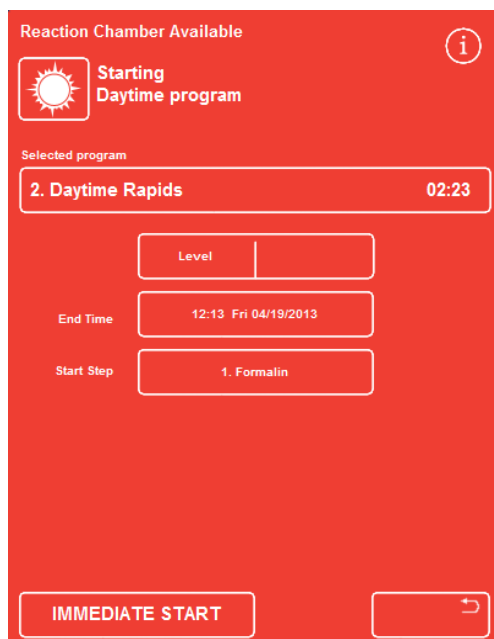 Reaction Chamber Available
i
Starting
Daytime program
Selected program
2. Daytime Rapids 02:23
Level
End Time 12:13 Fri 04/19/2013
Start Step 1. Formalin
IMMEDIATE START